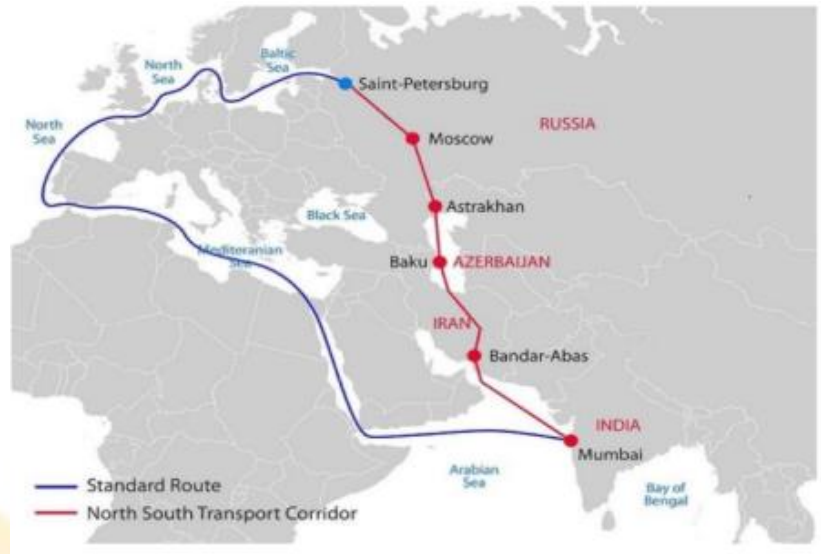 Baltic
Sea
North
Sea
Saint-Petersburg
North
Sea
RUSSIA
Moscow
Astrakhan
Black Sea
Mediteranian
Sea
Baku
AZERBAIJAN
IRAN
Bandar-Abas
INDIA
Mumbai
Arabian
Sea
Bay of
Bengal
Standard Route
North South Transport Corridor